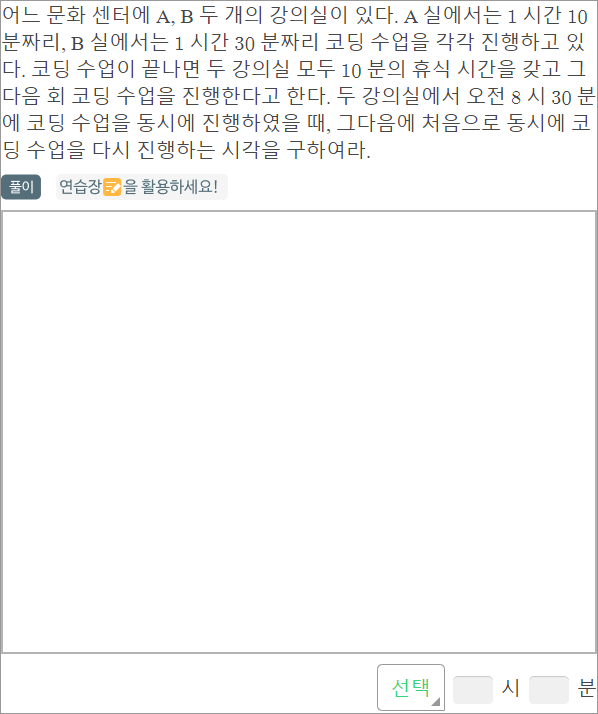 어느 문화 센터에 A, B 두 개의 강의실이 있다. A 실에서는 1 시간 10
분짜리, B 실에서는 1 시간 30 분짜리 코딩 수업을 각각 진행하고 있
다. 코딩 수업이 끝나면 두 강의실 모두 10 분의 휴식 시간을 갖고 그
다음 회 코딩 수업을 진행한다고 한다. 두 강의실에서 오전 8 시 30 분
에 코딩 수업을 동시에 진행하였을 때, 그다음에 처음으로 동시에 코
딩 수업을 다시 진행하는 시각을 구하여라.
풀이 연습장을 활용하세요!
선택 시 분